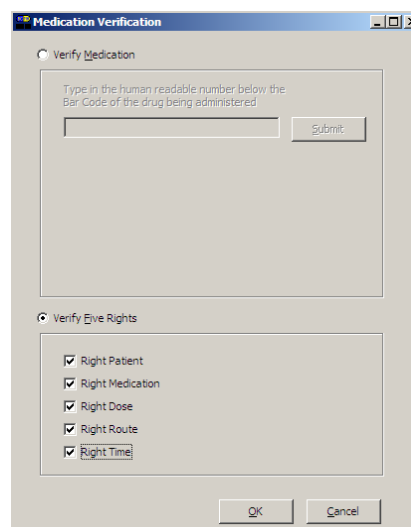 Medication Verification
Verify Medication
Type in the human readable number below the
Bar Code of the drug being administered
Submit
Verify Five Rights
Right Patient
Right Medication
Right Dose
Right Route
Right Time
OK
Cancel